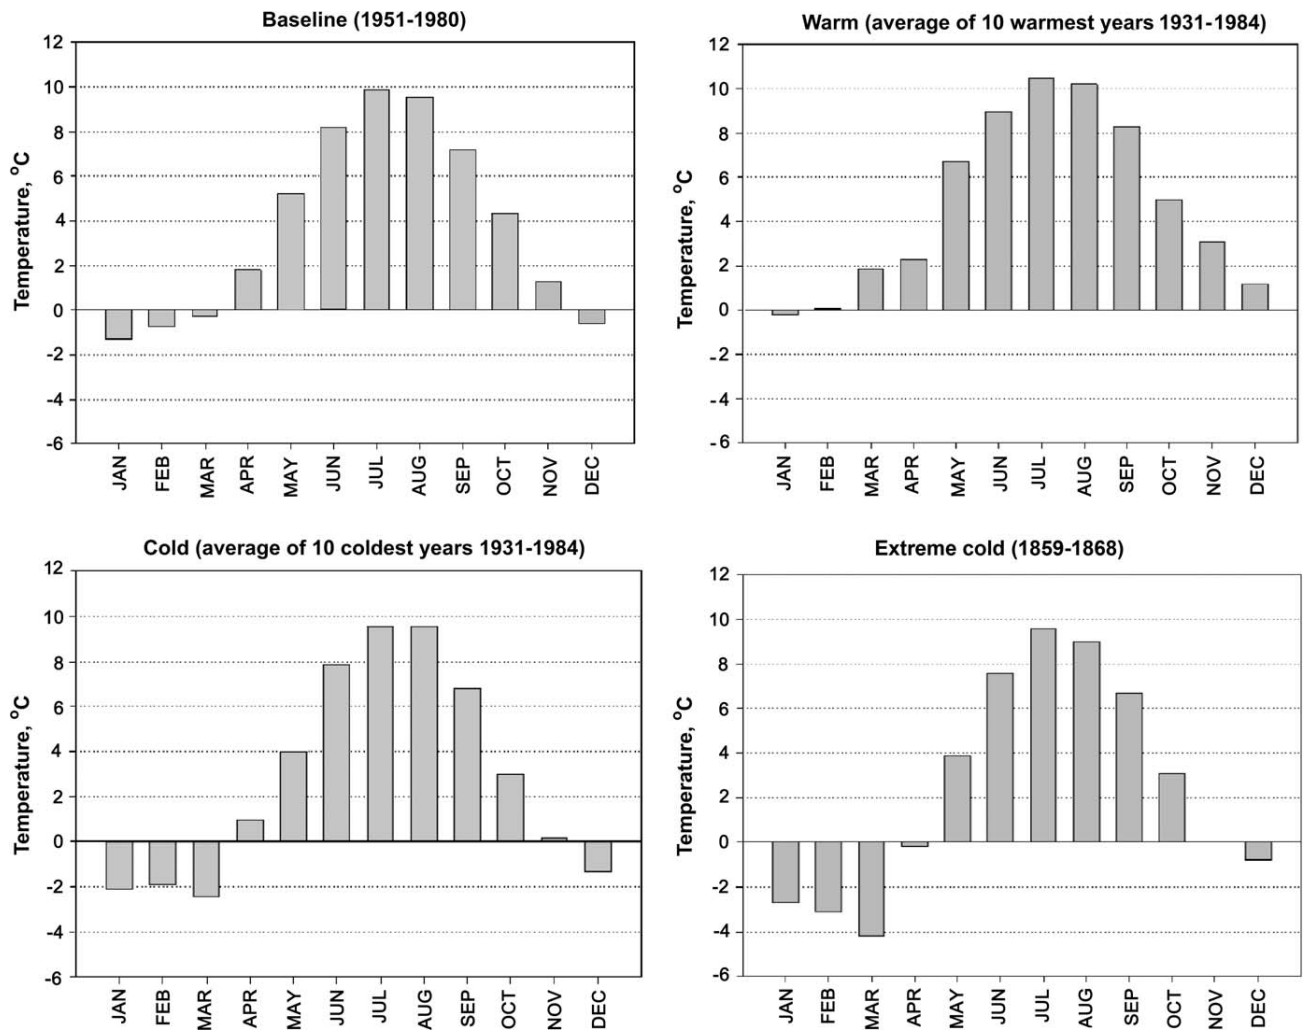 Baseline (1951-1980)
12
10
8
6
4
2
0
-2
-4
-6
Temperature, °C
JAN
FEB
MAR
APR
MAY
JUN
JUL
AUG
SEP
OCT
NOV
DEC
Warm (average of 10 warmest years 1931-1984)
12
10
8
6
4
2
0
-2
-4
-6
Temperature, °C
JAN
FEB
MAR
APR
MAY
JUN
JUL
AUG
SEP
OCT
NOV
DEC
Cold (average of 10 coldest years 1931-1984)
12
10
8
6
4
2
0
-2
-4
-6
Temperature, °C
JAN
FEB
MAR
APR
MAY
JUN
JUL
AUG
SEP
OCT
NOV
DEC
Extreme cold (1859-1868)
12
10
8
6
4
2
0
-2
-4
-6
Temperature, °C
JAN
FEB
MAR
APR
MAY
JUN
JUL
AUG
SEP
OCT
NOV
DEC